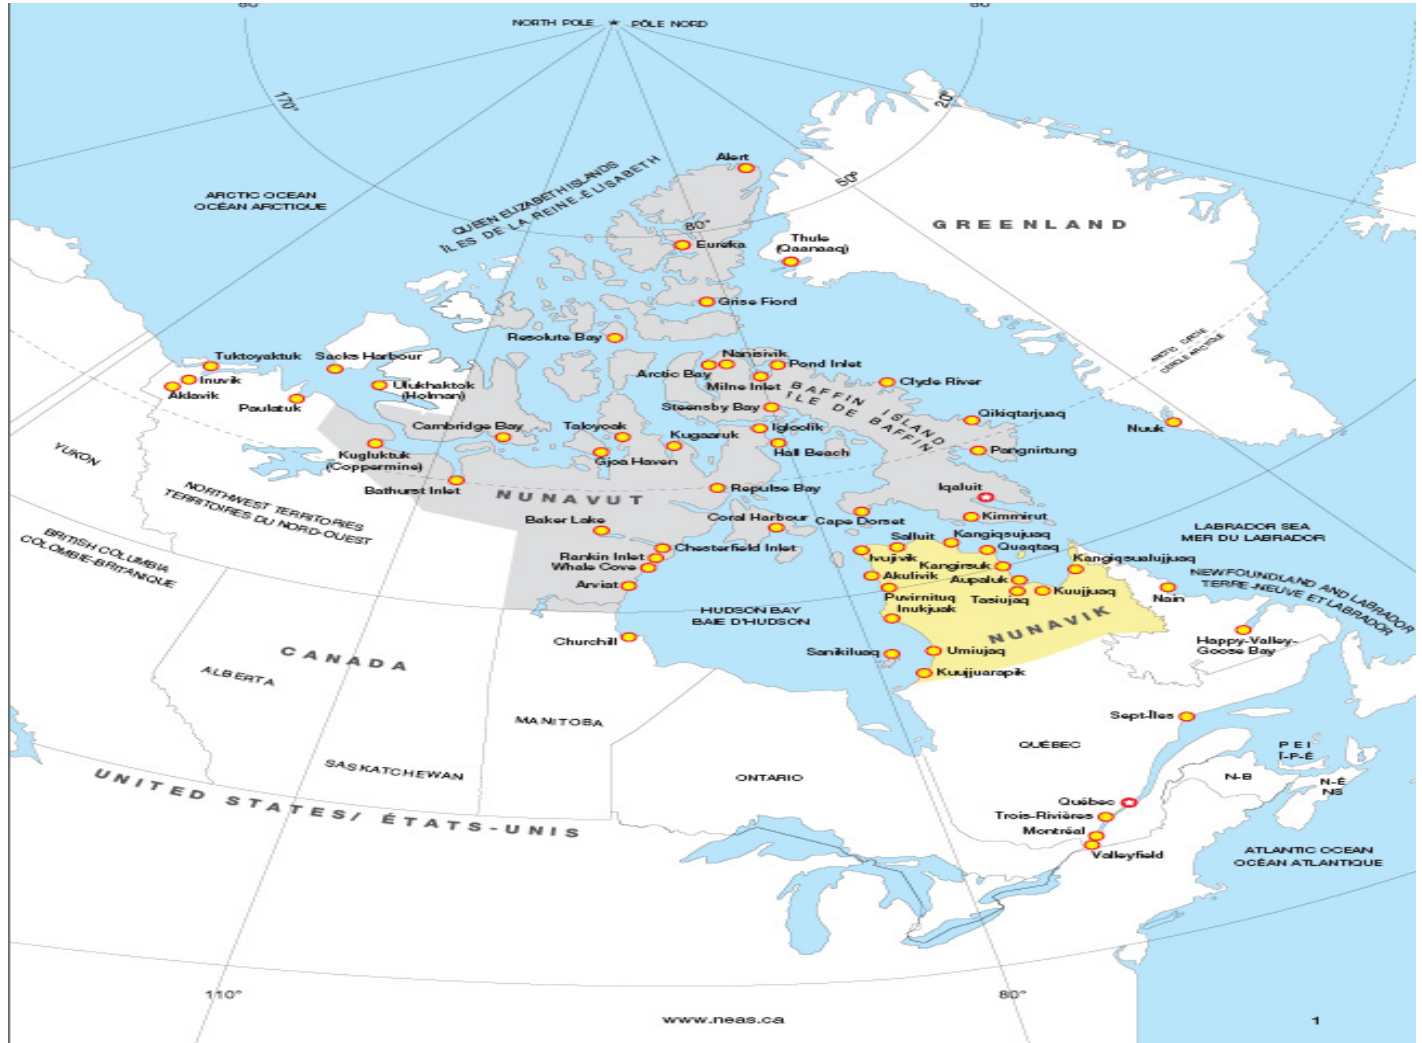 60°
60°
NORTH POLE ★ PÔLE NORD
170°
20°
Alert
50°
ARCTIC OCEAN
OCÉAN ARCTIQUE
QUEEN ELIZABETH ISLANDS
ÎLES DE LA REINE-ÉLISABETH
GREENLAND
80°
Eureka
Thule
(Qaanaaq)
Grise Fiord
Resolute Bay
ARCTIC CIRCLE
CERCLE ARCTIQUE
Tuktoyaktuk
Sacks Harbour
Nanisivik
Pond Inlet
Inuvik
Arctic Bay
Aklavik
Ulukhaktok
(Holman)
Milne Inlet
Clyde River
Paulatuk
BAFFIN ISLAND
ÎLE DE BAFFIN
Steensby Bay
Qikiqtarjuaq
Cambridge Bay
Taloyoak
Igloolik
Nuuk
Kugaaruk
Kugluktuk
(Coppermine)
Gjoa Haven
Hall Beach
Pangnirtung
YUKON
Bathurst Inlet
NUNAVUT
Repulse Bay
Iqaluit
NORTHWEST TERRITORIES
TERRITOIRES DU NORD-OUEST
Baker Lake
Coral Harbour
Cape Dorset
Kimmirut
LABRADOR SEA
MER DU LABRADOR
BRITISH COLUMBIA
COLOMBIE-BRITANIQUE
Chesterfield Inlet
Salluit
Kangiqsujuaq
Rankin Inlet
Ivujivik
Quaqtaq
Kangiqsualujjuaq
Whale Cove
Kangirsuk
NEWFOUNDLAND AND LABRADOR
TERRE-NEUVE ET LABRADOR
Arviat
Akulivik
Aupaluk
Puvirnituq
Tasiujaq
Kuujjuaq
Nain
HUDSON BAY
BAIE D'HUDSON
Inukjuak
NUNAVIK
Churchill
Happy-Valley-
Goose Bay
CANADA
Sanikiluaq
Umiujaq
ALBERTA
Kuujjuarapik
MANITOBA
Sept-Îles
QUÉBEC
P E I
Î-P-É
SASKATCHEWAN
ONTARIO
N-B
N-É
NS
UNITED STATES/ ÉTATS-UNIS
Québec
Trois-Rivières
Montréal
Valleyfield
ATLANTIC OCEAN
OCÉAN ATLANTIQUE
110°
80°
www.neas.ca
1